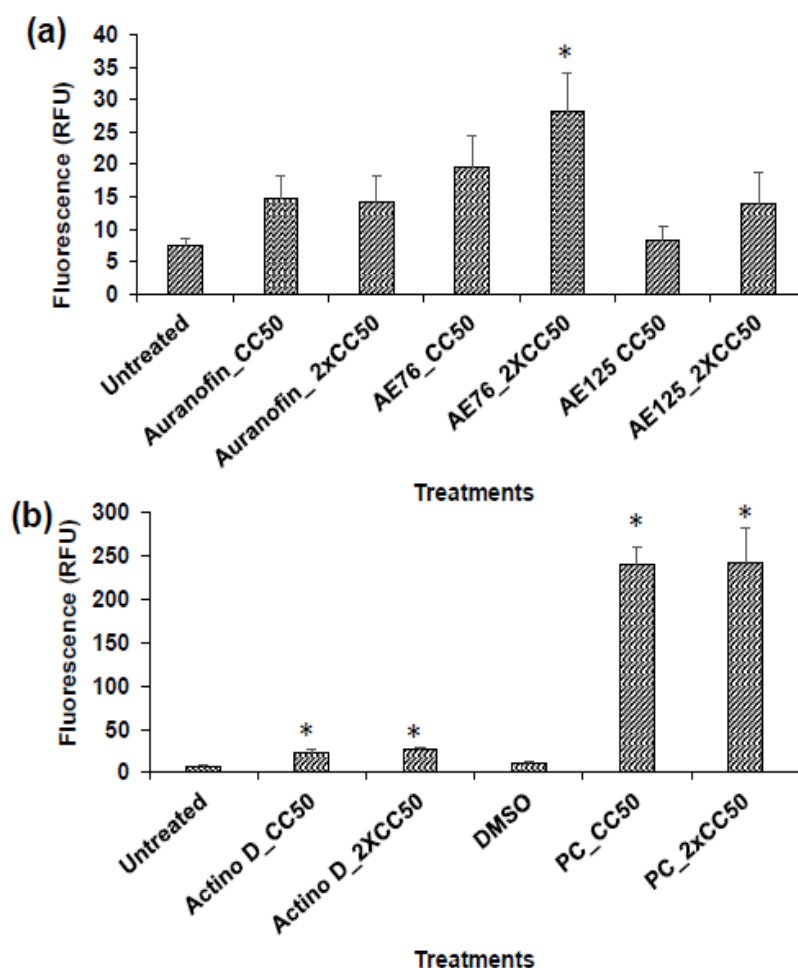 (a)
Fluorescence (RFU)
40
35
30
25
20
15
10
5
0
*
Untreated
Auranofin_CC50
Auranofin_ 2xCC50
AE76_CC50
AE76_2XCC50
AE125 CC50
AE125_2XCC50
Treatments
(b)
Fluorescence (RFU)
300
250
200
150
100
50
0
*
*
*
*
Untreated
Actino D_CC50
Actino D_2XCC50
DMSO
PC_CC50
PC_2xCC50
Treatments